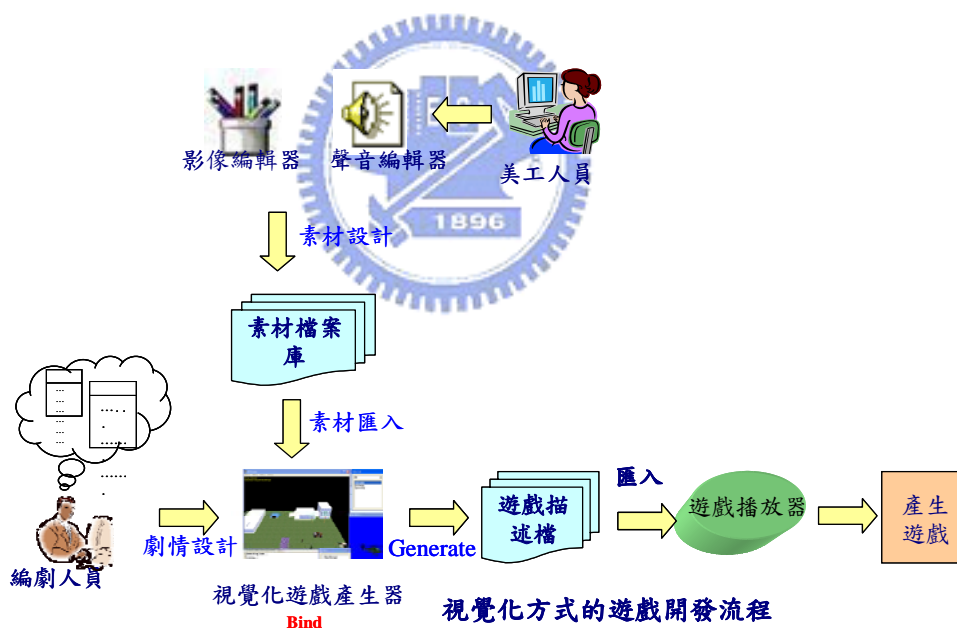 影像編輯器
聲音編輯器
美工人員
1896
素材設計
素材檔案
庫
素材匯入
編劇人員
劇情設計
視覺化遊戲產生器
Bind
Generate
遊戲描
述檔
匯入
遊戲播放器
產生
遊戲
視覺化方式的遊戲開發流程